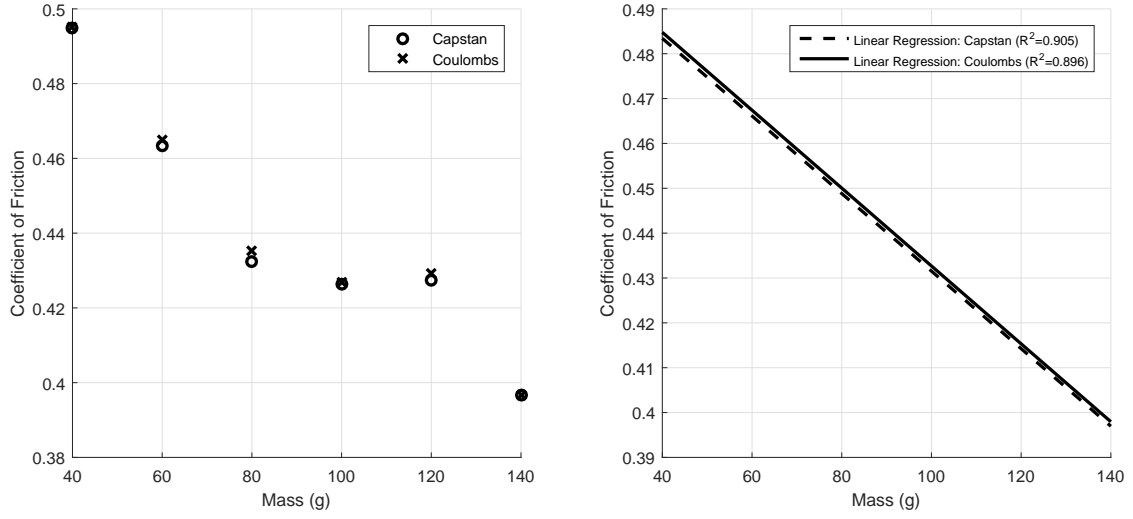 0.5
0.48
0.46
0.44
0.42
0.4
0.38
40 60 80 100 120 140
Mass (g)
Coefficient of Friction
Capstan
Coulombs
0.49
0.48
0.47
0.46
0.45
0.44
0.43
0.42
0.41
0.4
0.39
40 60 80 100 120 140
Mass (g)
Coefficient of Friction
Linear Regression: Capstan (R²=0.905)
Linear Regression: Coulombs (R²=0.896)